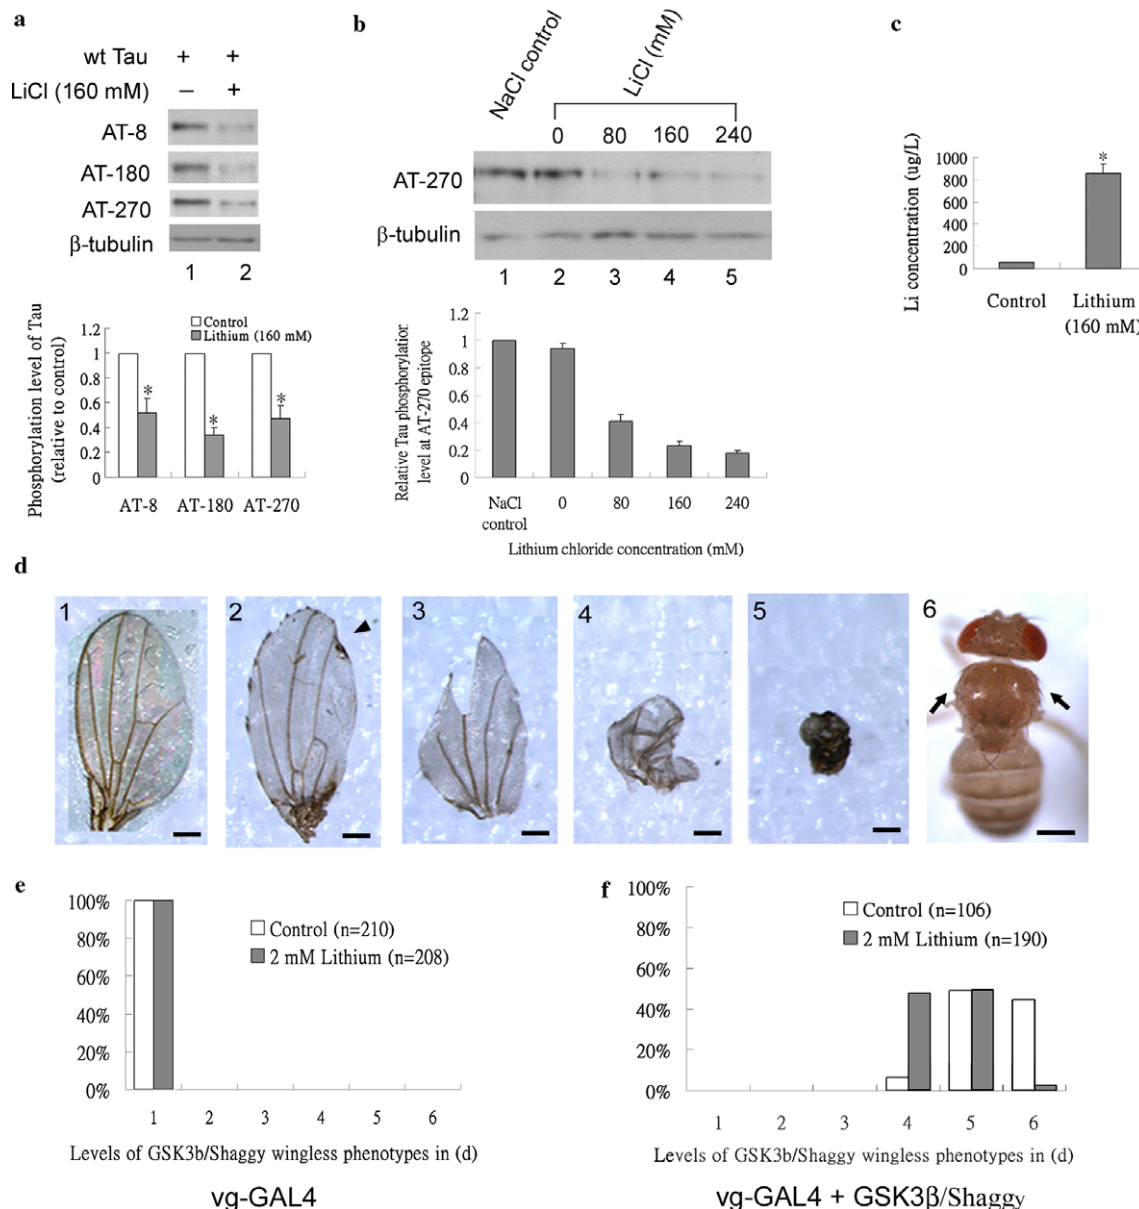 a
wt Tau + +
LiCl (160 mM) – +
AT-8
AT-180
AT-270
β-tubulin
1 2
Phosphorylation level of Tau
(relative to control)
Control
Lithium (160 mM)
1.2
1
0.8
0.6
0.4
0.2
0
* * *
AT-8 AT-180 AT-270
b
NaCl control
LiCl (mM)
0 80 160 240
AT-270
β-tubulin
1 2 3 4 5
Relative Tau phosphorylation
level at AT-270 epitope
1.2
1
0.8
0.6
0.4
0.2
0
NaCl
control
0 80 160 240
Lithium chloride concentration (mM)
c
Li concentration (ug/L)
1000
800
600
400
200
0
*
Control Lithium
(160 mM)
d
1 2 3 4 5 6
e
100%
80%
60%
40%
20%
0%
Control (n=210)
2 mM Lithium (n=208)
1 2 3 4 5 6
Levels of GSK3b/Shaggy wingless phenotypes in (d)
vg-GAL4
f
100%
80%
60%
40%
20%
0%
Control (n=106)
2 mM Lithium (n=190)
1 2 3 4 5 6
Levels of GSK3b/Shaggy wingless phenotypes in (d)
vg-GAL4 + GSK3β/Shaggy